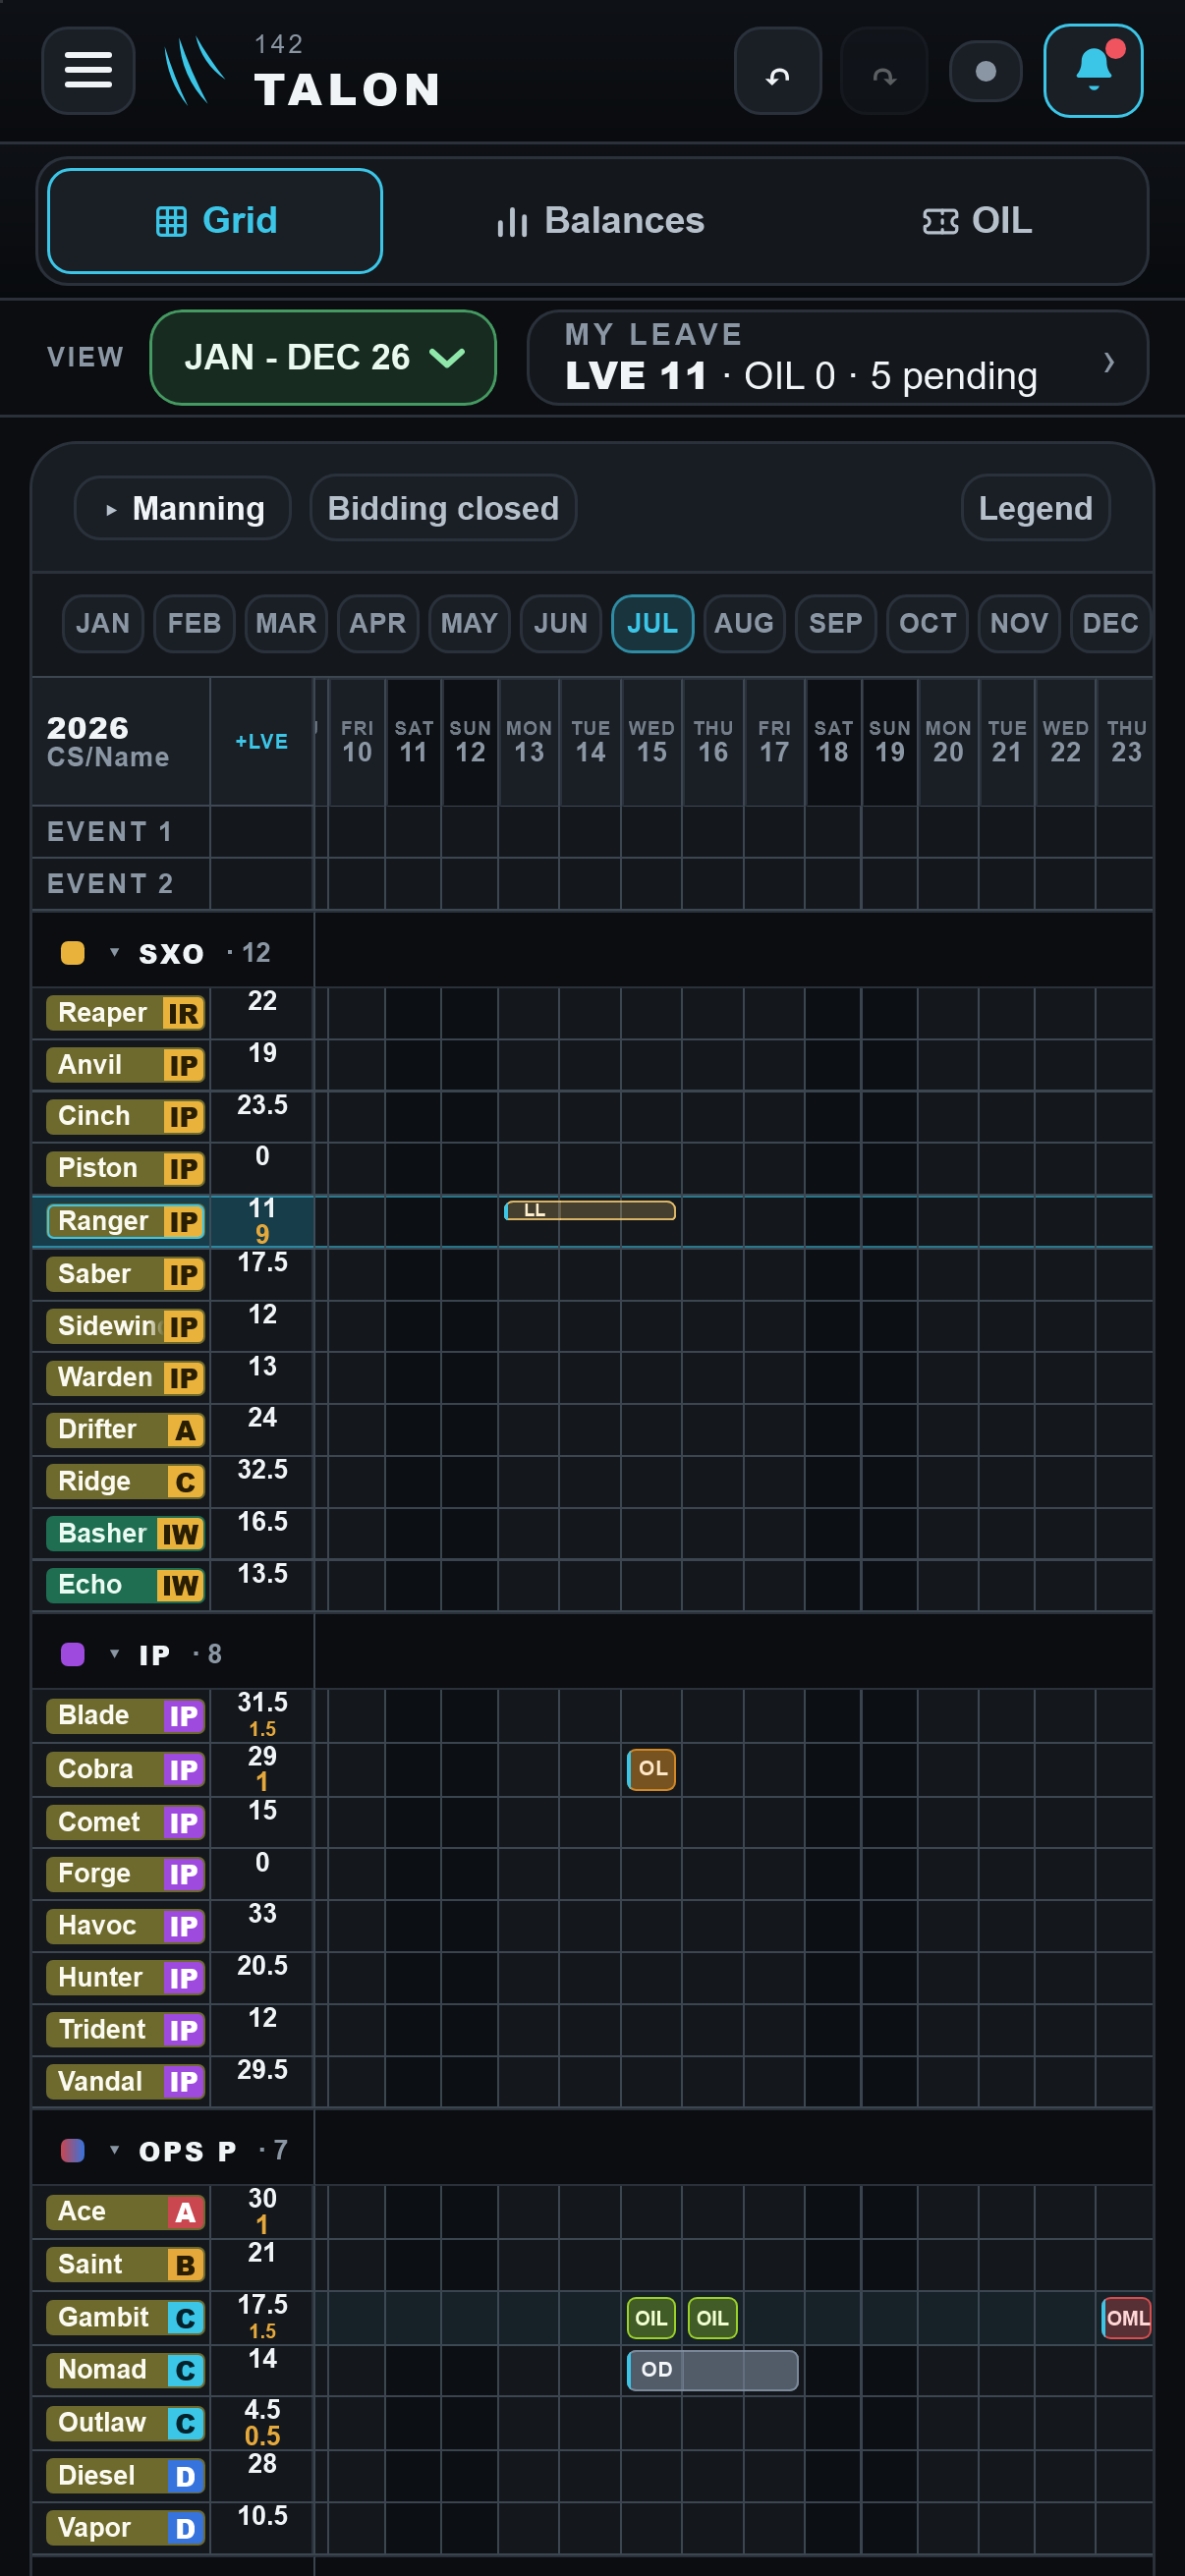 142
TALON
Grid
Balances
OIL
VIEW
JAN - DEC 26
MY LEAVE
LVE 11 · OIL 0 · 5 pending
Manning
Bidding closed
Legend
JAN FEB MAR APR MAY JUN JUL AUG SEP OCT NOV DEC
2026
CS/Name
+LVE
FRI SAT SUN MON TUE WED THU FRI SAT SUN MON TUE WED THU
10 11 12 13 14 15 16 17 18 19 20 21 22 23
EVENT 1
EVENT 2
SXO · 12
Reaper IR 22
Anvil IP 19
Cinch IP 23.5
Piston IP 0
Ranger IP 11 LL
9
Saber IP 17.5
IP 12
Warden IP 13
Drifter A 24
Ridge C 32.5
Basher IW 16.5
Echo IW 13.5
IP · 8
Blade IP 31.5
1.5
Cobra IP 29 OL
1
Comet IP 15
Forge IP 0
Havoc IP 33
Hunter IP 20.5
Trident IP 12
Vandal IP 29.5
OPS P · 7
Ace A 30
1
Saint B 21
Gambit C 17.5 OIL OIL OML
1.5
Nomad C 14 OD
Outlaw C 4.5
0.5
Diesel D 28
Vapor D 10.5